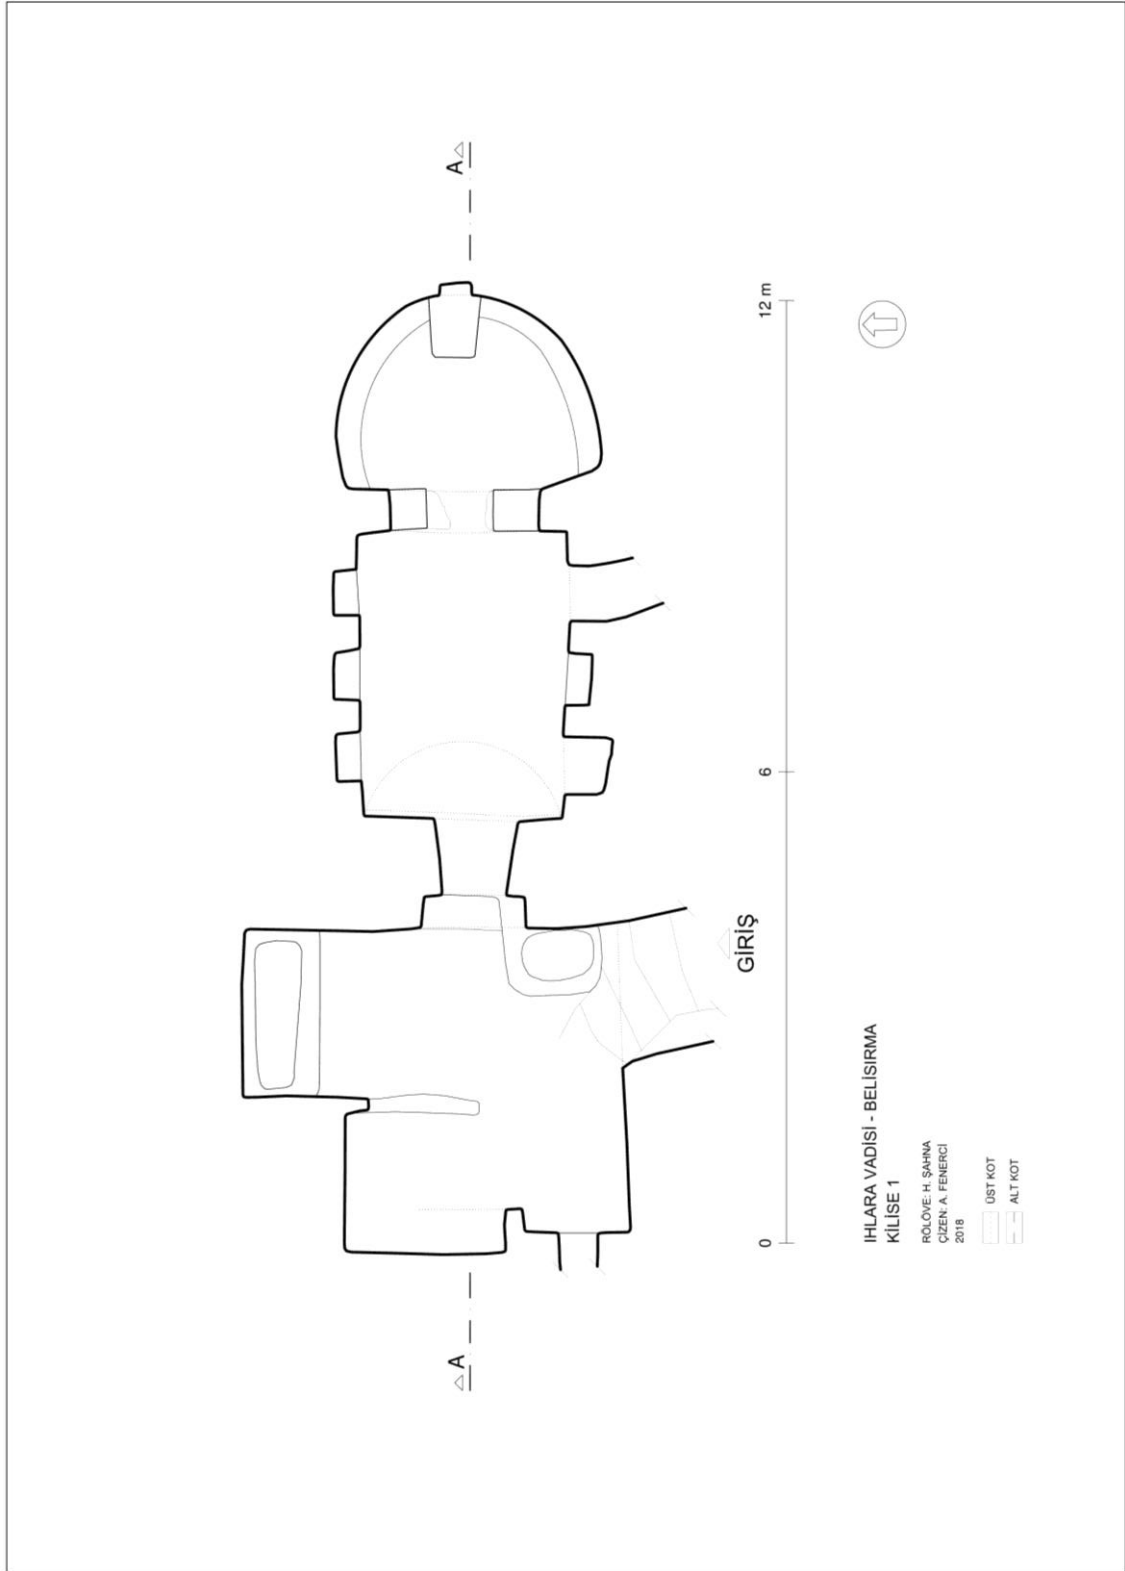 A
A
12 m
6
0
GİRİŞ
IHLARA VADİSİ - BELİSIRMA
KİLİSE 1
RÖLÖVE: H. ŞAHNA
ÇİZEN: A. FENERCİ
2018
ÜST KOT
ALT KOT